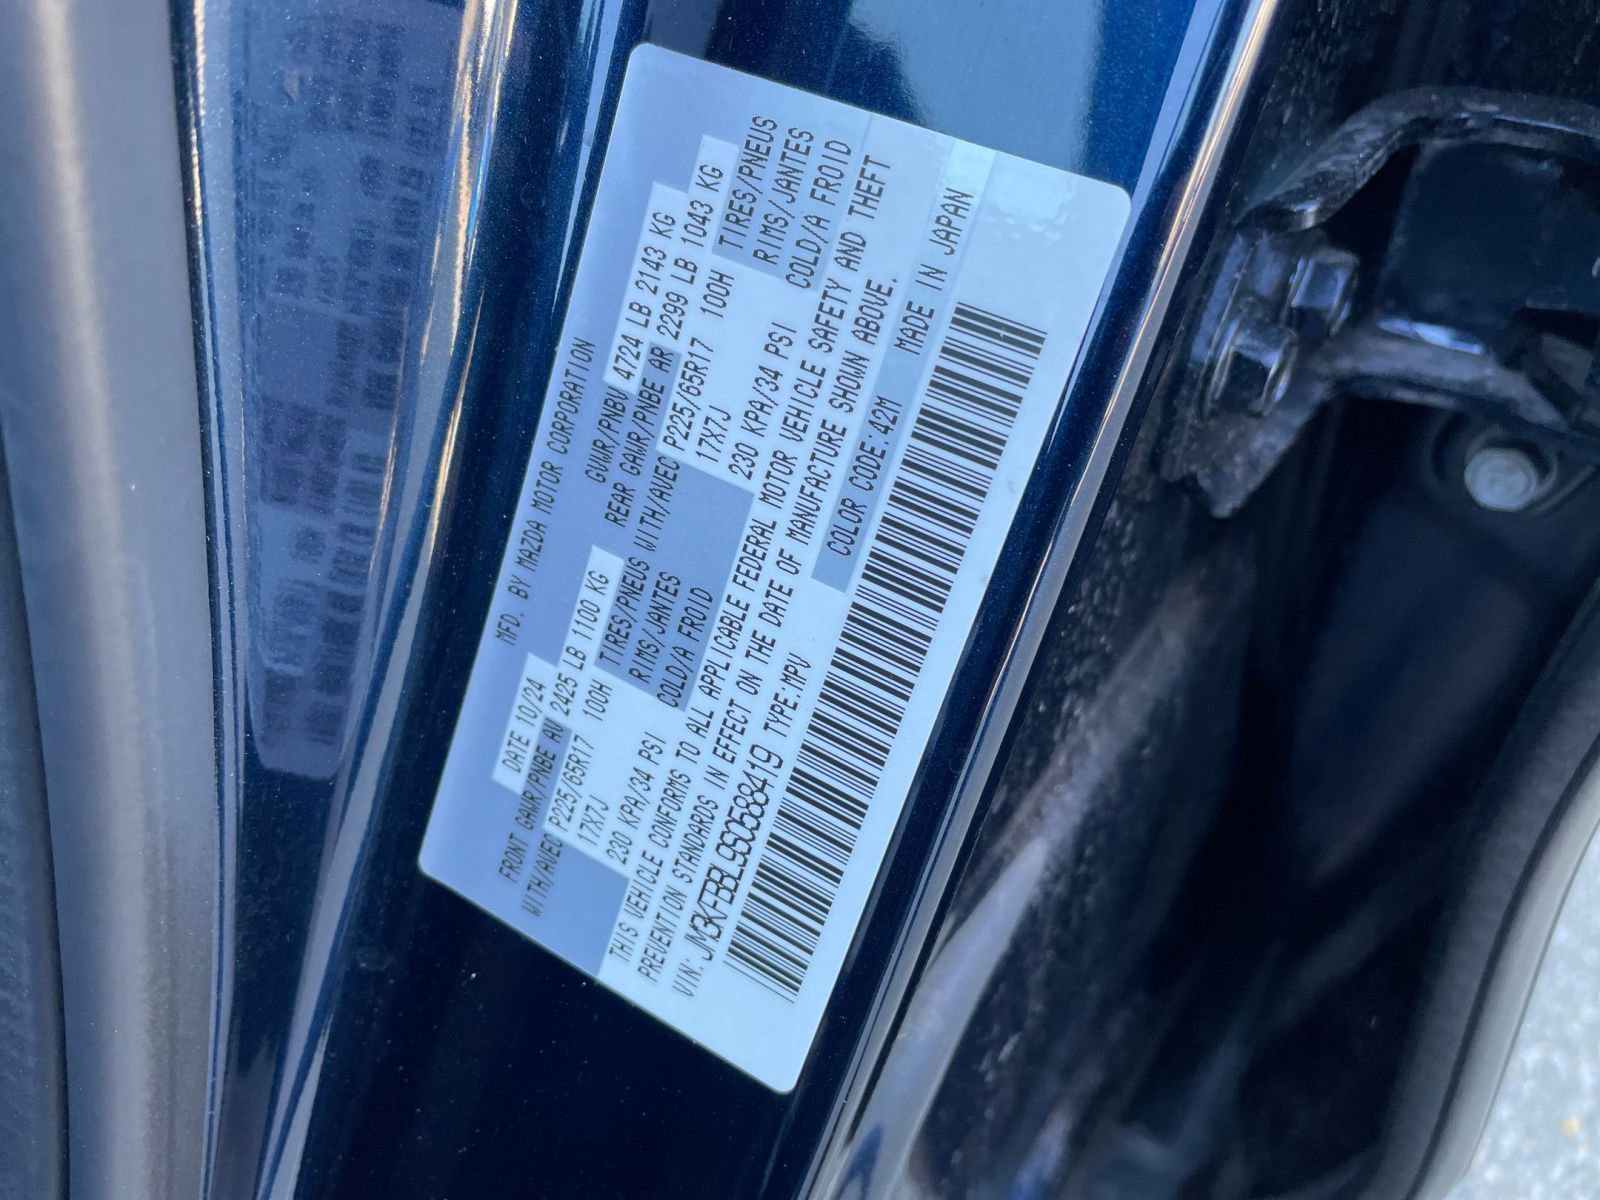 MFD. BY MAZDA MOTOR CORPORATION
DATE 10/24 GVWR/PNBV 4724 LB 2143 KG
FRONT GAWR/PNBE AV 2425 LB 1100 KG REAR GAWR/PNBE AR 2299 LB 1043 KG
WITH/AVEC P225/65R17 100H TIRES/PNEUS WITH/AVEC P225/65R17 100H TIRES/PNEUS
17X7J RIMS/JANTES 17X7J RIMS/JANTES
230 KPA/34 PSI COLD/A FROID 230 KPA/34 PSI COLD/A FROID
THIS VEHICLE CONFORMS TO ALL APPLICABLE FEDERAL MOTOR VEHICLE SAFETY AND THEFT
PREVENTION STANDARDS IN EFFECT ON THE DATE OF MANUFACTURE SHOWN ABOVE.
VIN: JM3KFBBL9S0588419 TYPE:MPV COLOR CODE:42M MADE IN JAPAN